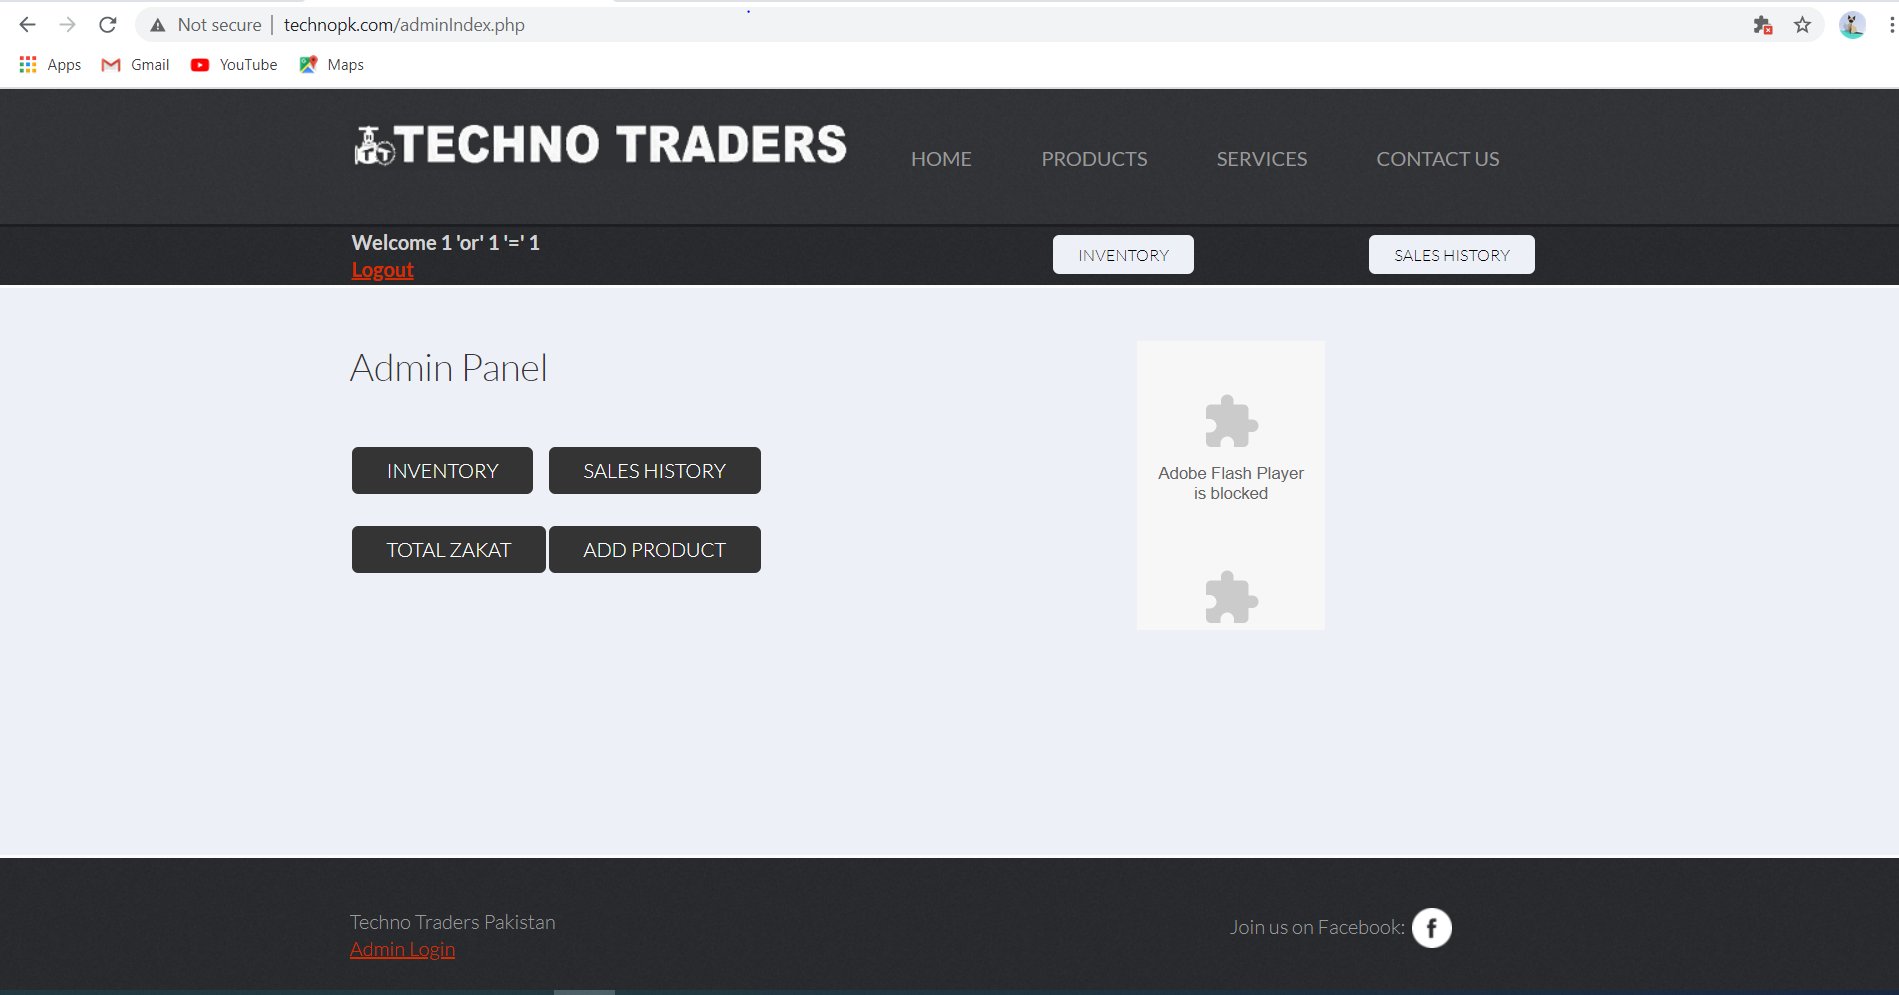 Not secure | technopk.com/adminIndex.php
Apps Gmail YouTube Maps
TECHNO TRADERS
HOME PRODUCTS SERVICES CONTACT US
Welcome 1 'or' 1 '=' 1
Logout
INVENTORY SALES HISTORY
Admin Panel
INVENTORY SALES HISTORY
TOTAL ZAKAT ADD PRODUCT
Adobe Flash Player
is blocked
Techno Traders Pakistan
Admin Login
Join us on Facebook: